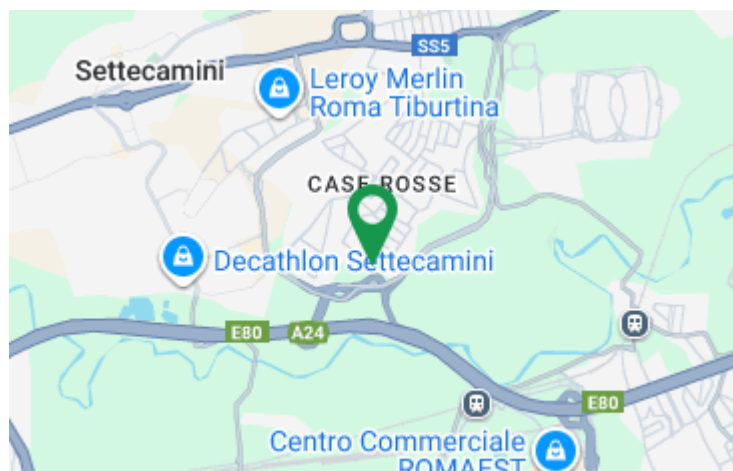 SS5
Settecamini
Leroy Merlin
Roma Tiburtina
CASE ROSSE
Decathlon Settecamini
E80
A24
E80
Centro Commerciale
ROMAEST